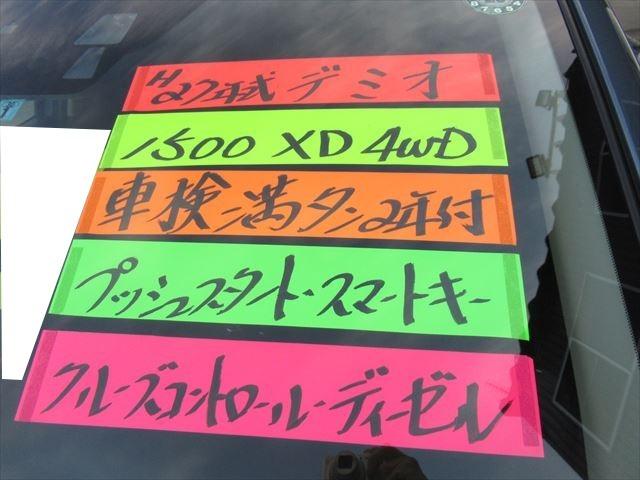 H27年式 デミオ
1500 XD 4WD
車検満タン2年付
プッシュスタート・スマートキー
クルーズコントロール・ディーゼル